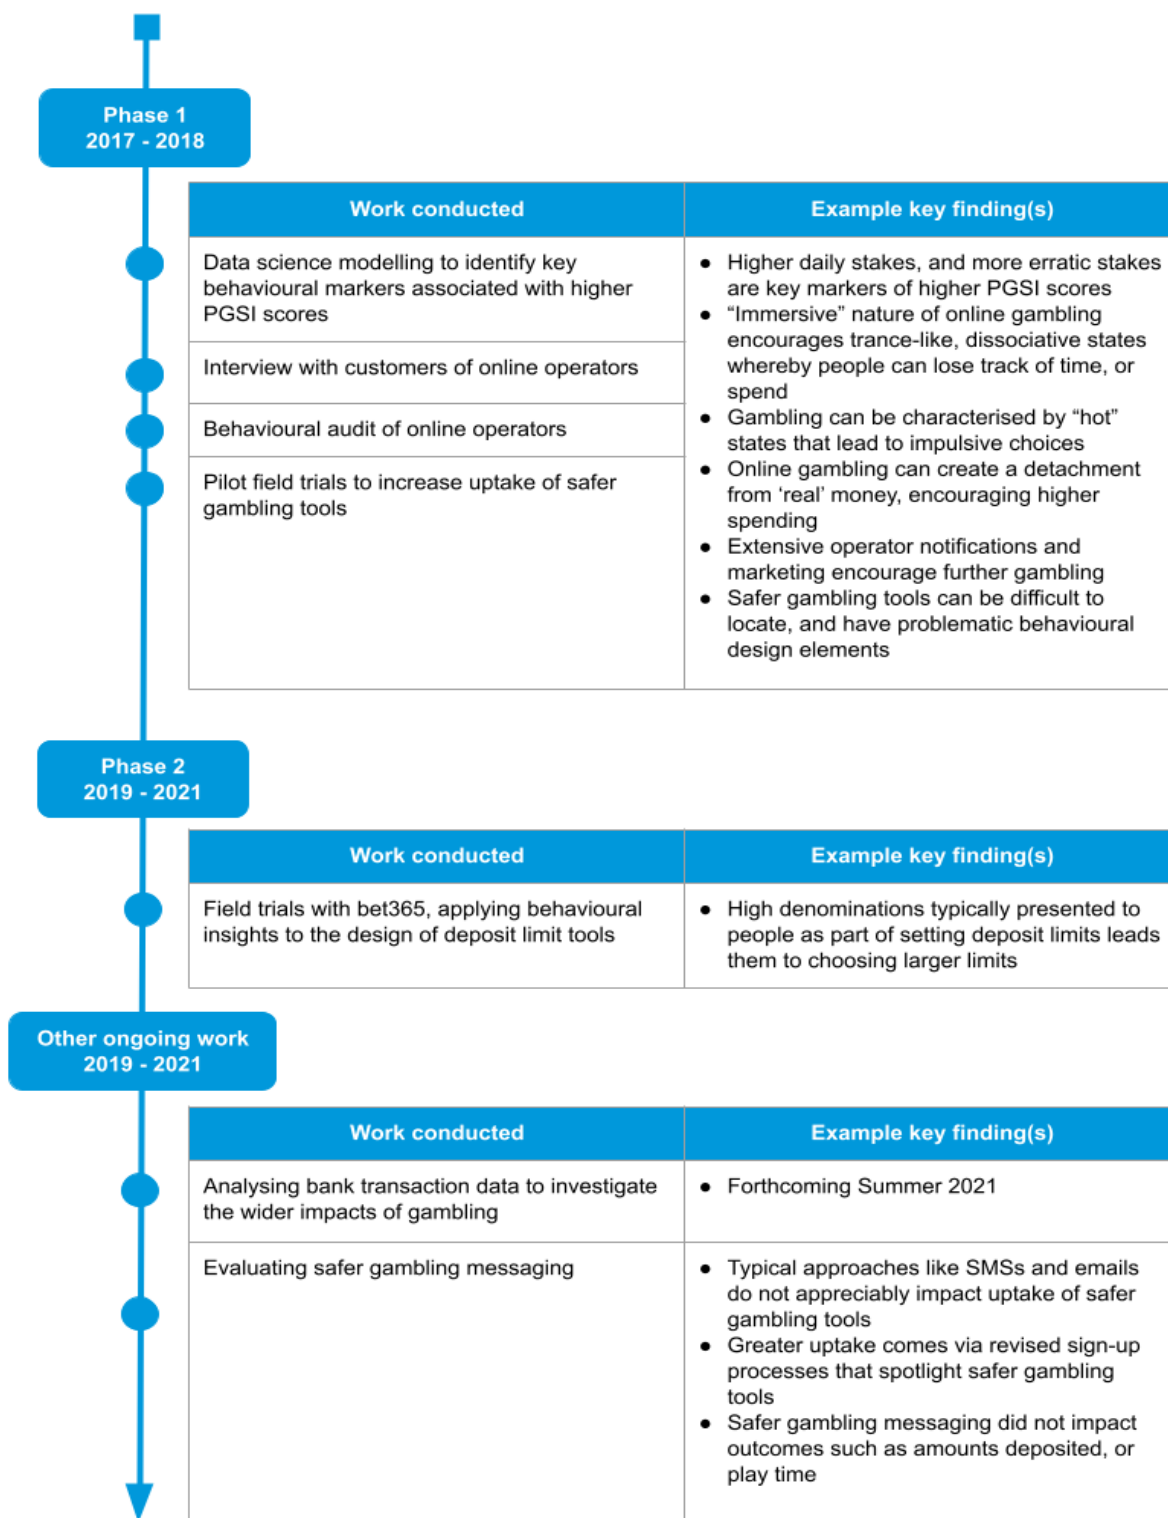 Phase 1
2017 - 2018
Work conducted
Example key finding(s)
Data science modelling to identify key
behavioural markers associated with higher
PGSI scores
Interview with customers of online operators
Behavioural audit of online operators
Pilot field trials to increase uptake of safer
gambling tools
● Higher daily stakes, and more erratic stakes
are key markers of higher PGSI scores
● “Immersive” nature of online gambling
encourages trance-like, dissociative states
whereby people can lose track of time, or
spend
● Gambling can be characterised by “hot”
states that lead to impulsive choices
● Online gambling can create a detachment
from ‘real’ money, encouraging higher
spending
● Extensive operator notifications and
marketing encourage further gambling
● Safer gambling tools can be difficult to
locate, and have problematic behavioural
design elements
Phase 2
2019 - 2021
Work conducted
Example key finding(s)
Field trials with bet365, applying behavioural
insights to the design of deposit limit tools
● High denominations typically presented to
people as part of setting deposit limits leads
them to choosing larger limits
Other ongoing work
2019 - 2021
Work conducted
Example key finding(s)
Analysing bank transaction data to investigate
the wider impacts of gambling
● Forthcoming Summer 2021
Evaluating safer gambling messaging
● Typical approaches like SMSs and emails
do not appreciably impact uptake of safer
gambling tools
● Greater uptake comes via revised sign-up
processes that spotlight safer gambling
tools
● Safer gambling messaging did not impact
outcomes such as amounts deposited, or
play time